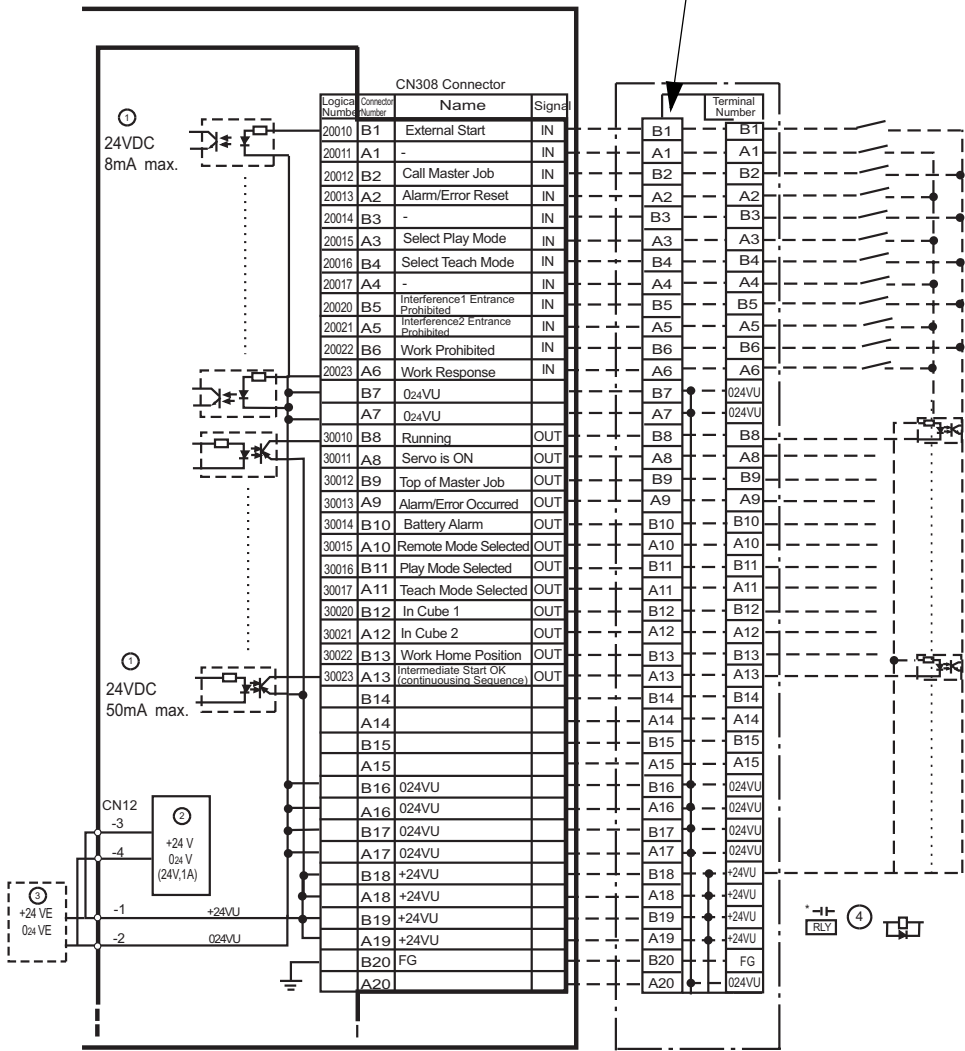 CN308 Connector
Logical Number Connector Number Name Signal
Terminal Number
①
24VDC
8mA max.
20010 B1 External Start IN B1 B1
20011 A1 - IN A1 A1
20012 B2 Call Master Job IN B2 B2
20013 A2 Alarm/Error Reset IN A2 A2
20014 B3 - IN B3 B3
20015 A3 Select Play Mode IN A3 A3
20016 B4 Select Teach Mode IN B4 B4
20017 A4 - IN A4 A4
20020 B5 Interference1 Entrance Prohibited IN B5 B5
20021 A5 Interference2 Entrance Prohibited IN A5 A5
20022 B6 Work Prohibited IN B6 B6
20023 A6 Work Response IN A6 A6
B7 024VU B7 024VU
A7 024VU A7 024VU
30010 B8 Running OUT B8 B8
30011 A8 Servo is ON OUT A8 A8
30012 B9 Top of Master Job OUT B9 B9
30013 A9 Alarm/Error Occurred OUT A9 A9
30014 B10 Battery Alarm OUT B10 B10
30015 A10 Remote Mode Selected OUT A10 A10
30016 B11 Play Mode Selected OUT B11 B11
30017 A11 Teach Mode Selected OUT A11 A11
30020 B12 In Cube 1 OUT B12 B12
30021 A12 In Cube 2 OUT A12 A12
30022 B13 Work Home Position OUT B13 B13
30023 A13 Intermediate Start OK (continuousing Sequence) OUT A13 A13
①
24VDC
50mA max.
B14 B14 B14
A14 A14 A14
B15 B15 B15
A15 A15 A15
B16 024VU B16 024VU
A16 024VU A16 024VU
B17 024VU B17 024VU
A17 024VU A17 024VU
B18 +24VU B18 +24VU
A18 +24VU A18 +24VU
B19 +24VU B19 +24VU
A19 +24VU A19 +24VU
B20 FG B20 FG
A20 A20 024VU
CN12
-3
-4
②
+24 V
024 V
(24V,1A)
③
+24 VE
024 VE
-1 +24VU
-2 024VU
*
RLY
④